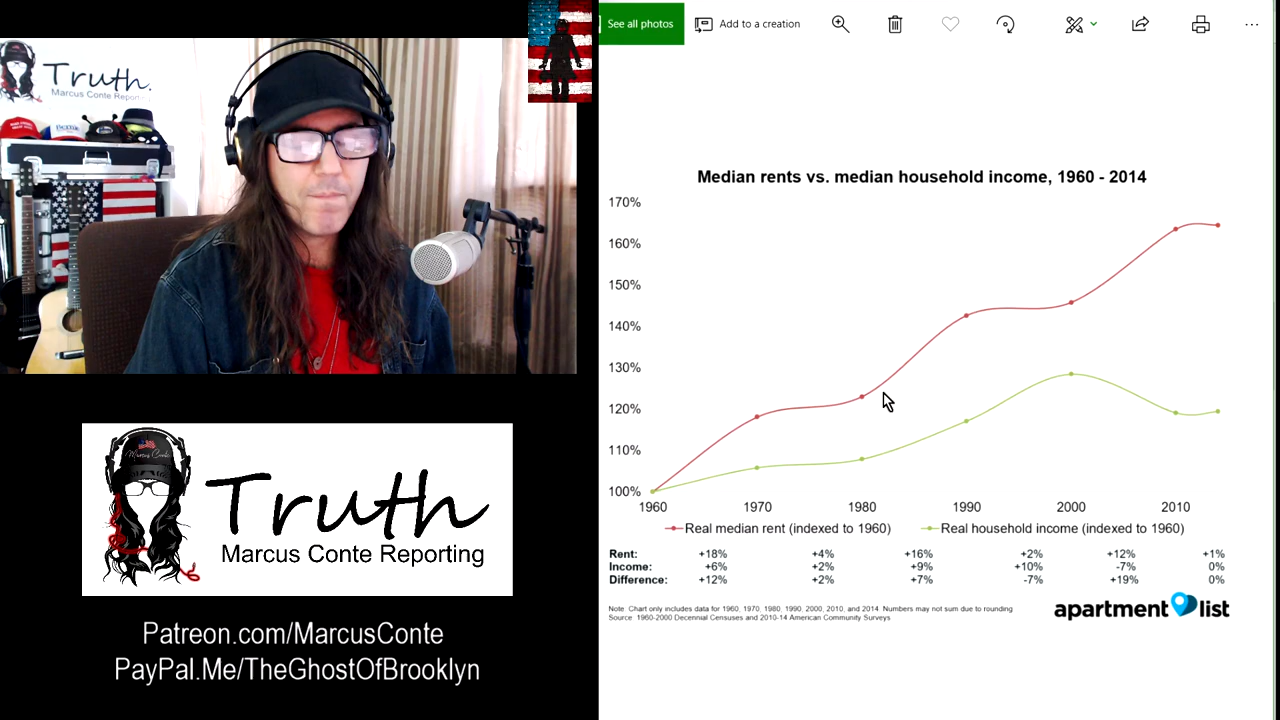 Truth.
Marcus Conte Reporting
Truth
Marcus Conte Reporting
Patreon.com/MarcusConte
PayPal.Me/TheGhostOfBrooklyn
See all photos
Add to a creation
Median rents vs. median household income, 1960 - 2014
170%
160%
150%
140%
130%
120%
110%
100%
1960 1970 1980 1990 2000 2010
Real median rent (indexed to 1960) Real household income (indexed to 1960)
Rent: +18% +4% +16% +2% +12% +1%
Income: +6% +2% +9% +10% -7% 0%
Difference: +12% +2% +7% -7% +19% 0%
Note: Chart only includes data for 1960, 1970, 1980, 1990, 2000, 2010, and 2014. Numbers may not sum due to rounding
Source: 1960-2000 Decennial Censuses and 2010-14 American Community Surveys
apartment list